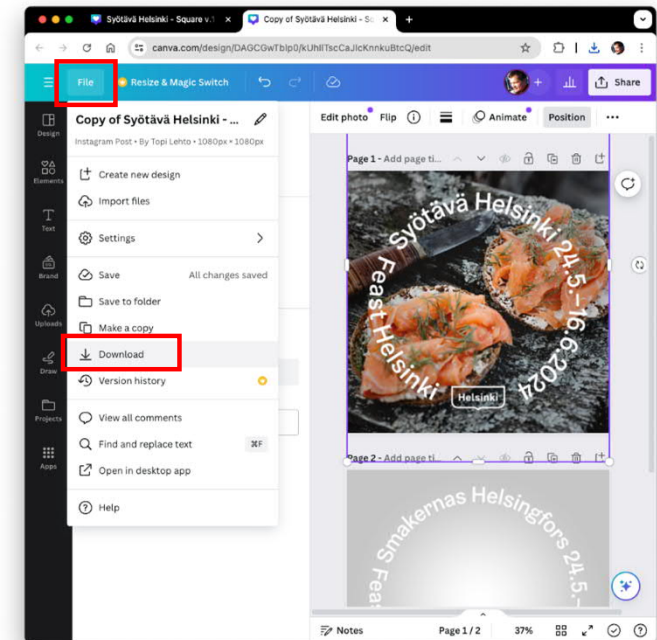 Syötävä Helsinki - Square v.1
Copy of Syötävä Helsinki - Sq
canva.com/design/DAGCGwTbIp0/kUhIlTscCaJIcKnnkuBtcQ/edit
File
Resize & Magic Switch
Share
Design
Elements
Text
Brand
Uploads
Draw
Projects
Apps
Copy of Syötävä Helsinki - ...
Instagram Post • By Topi Lehto • 1080px × 1080px
Create new design
Import files
Settings
Save
All changes saved
Save to folder
Make a copy
Download
Version history
View all comments
Find and replace text
⌘F
Open in desktop app
Help
Edit photo
Flip
Animate
Position
Page 1 - Add page ti...
Syötävä Helsinki 24.5.–16.6.2024
Feast Helsinki
Helsinki
Page 2 - Add page ti...
Smakernas Helsingfors 24.5.–
Feas
Notes
Page 1 / 2
37%